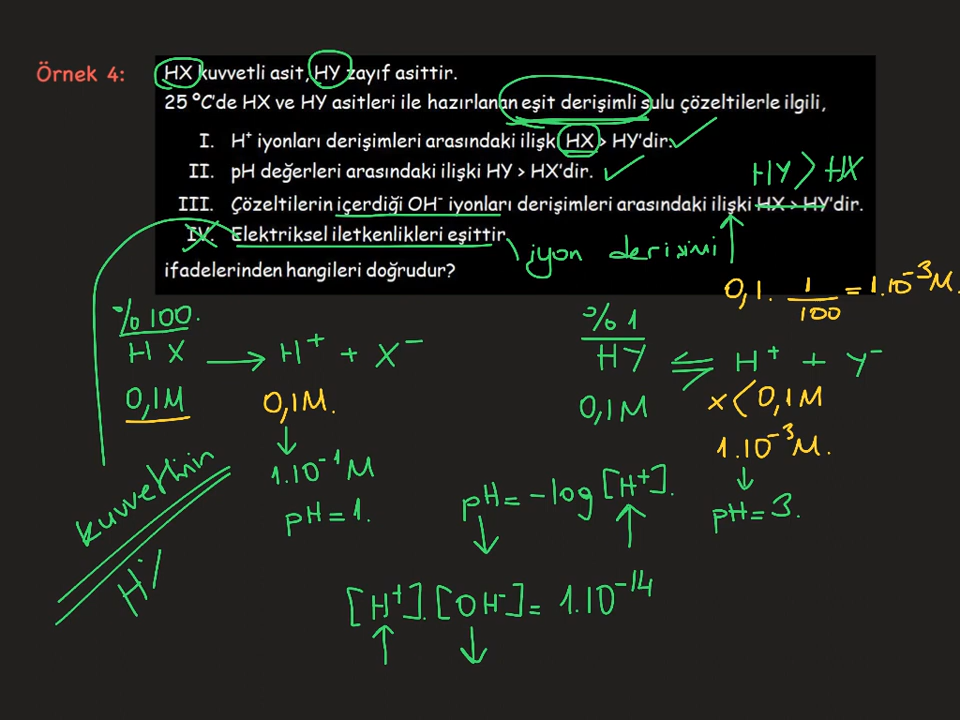 Örnek 4:
HX kuvvetli asit, HY zayıf asittir.
25 °C'de HX ve HY asitleri ile hazırlanan eşit derişimli sulu çözeltilerle ilgili,
I. H⁺ iyonları derişimleri arasındaki ilişki HX > HY'dir.
II. pH değerleri arasındaki ilişki HY > HX'dir.
HY > HX
III. Çözeltilerin içerdiği OH⁻ iyonları derişimleri arasındaki ilişki HX > HY'dir.
IV. Elektriksel iletkenlikleri eşittir.
iyon derişimi
ifadelerinden hangileri doğrudur?
0,1 . 1/100 = 1.10⁻³ M.
%100.
HX → H⁺ + X⁻
0,1M 0,1M.
1.10⁻¹ M
pH = 1.
%1
HY ⇌ H⁺ + Y⁻
0,1M x < 0,1M
1.10⁻³ M.
pH = 3.
kuvvetlinin
pH = -log [H⁺].
[H⁺].[OH⁻] = 1.10⁻¹⁴